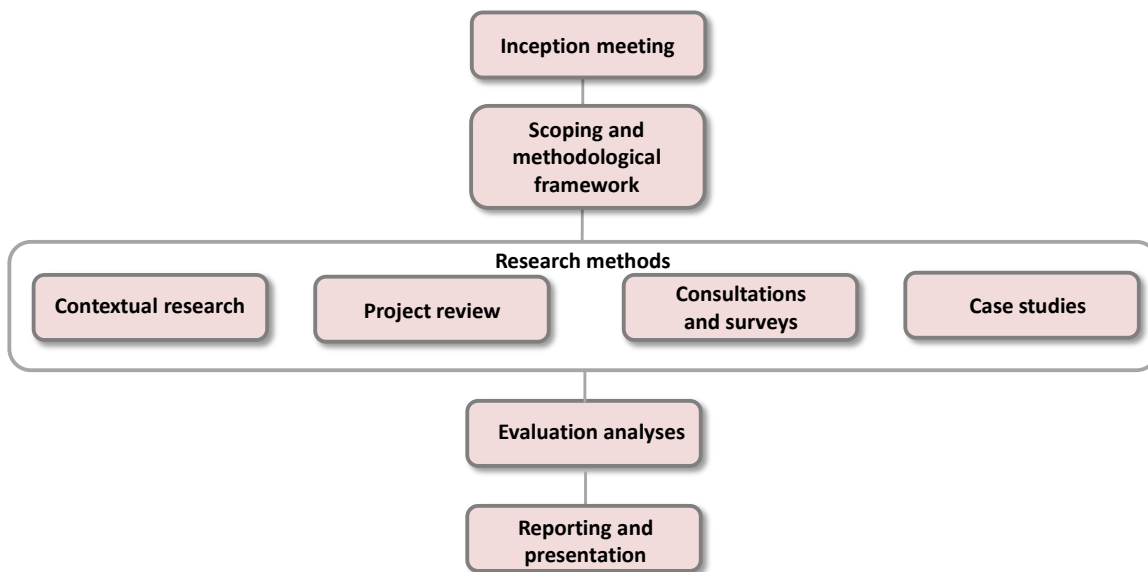 Inception meeting
Scoping and
methodological
framework
Research methods
Contextual research
Project review
Consultations
and surveys
Case studies
Evaluation analyses
Reporting and
presentation